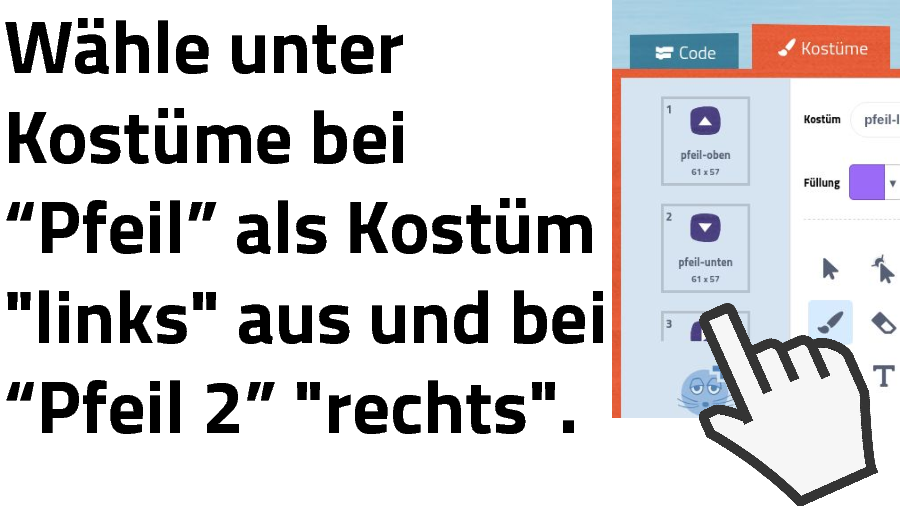 Wähle unter
Kostüme bei
“Pfeil” als Kostüm
"links" aus und bei
“Pfeil 2” "rechts".
Code
Kostüme
1
pfeil-oben
61 x 57
2
pfeil-unten
61 x 57
3
Kostüm
pfeil-l
Füllung
T